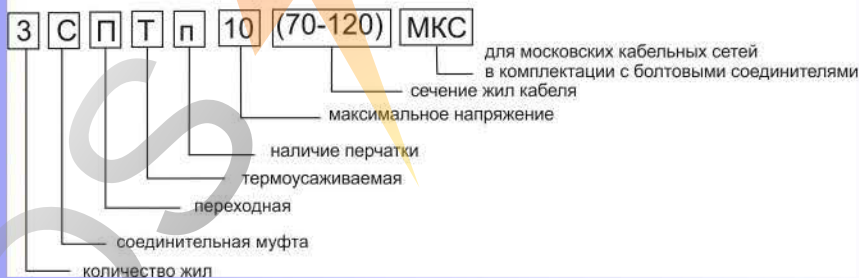 3 С П Т п 10 (70-120) МКС
для московских кабельных сетей
в комплектации с болтовыми соединителями
сечение жил кабеля
максимальное напряжение
наличие перчатки
термоусаживаемая
переходная
соединительная муфта
количество жил